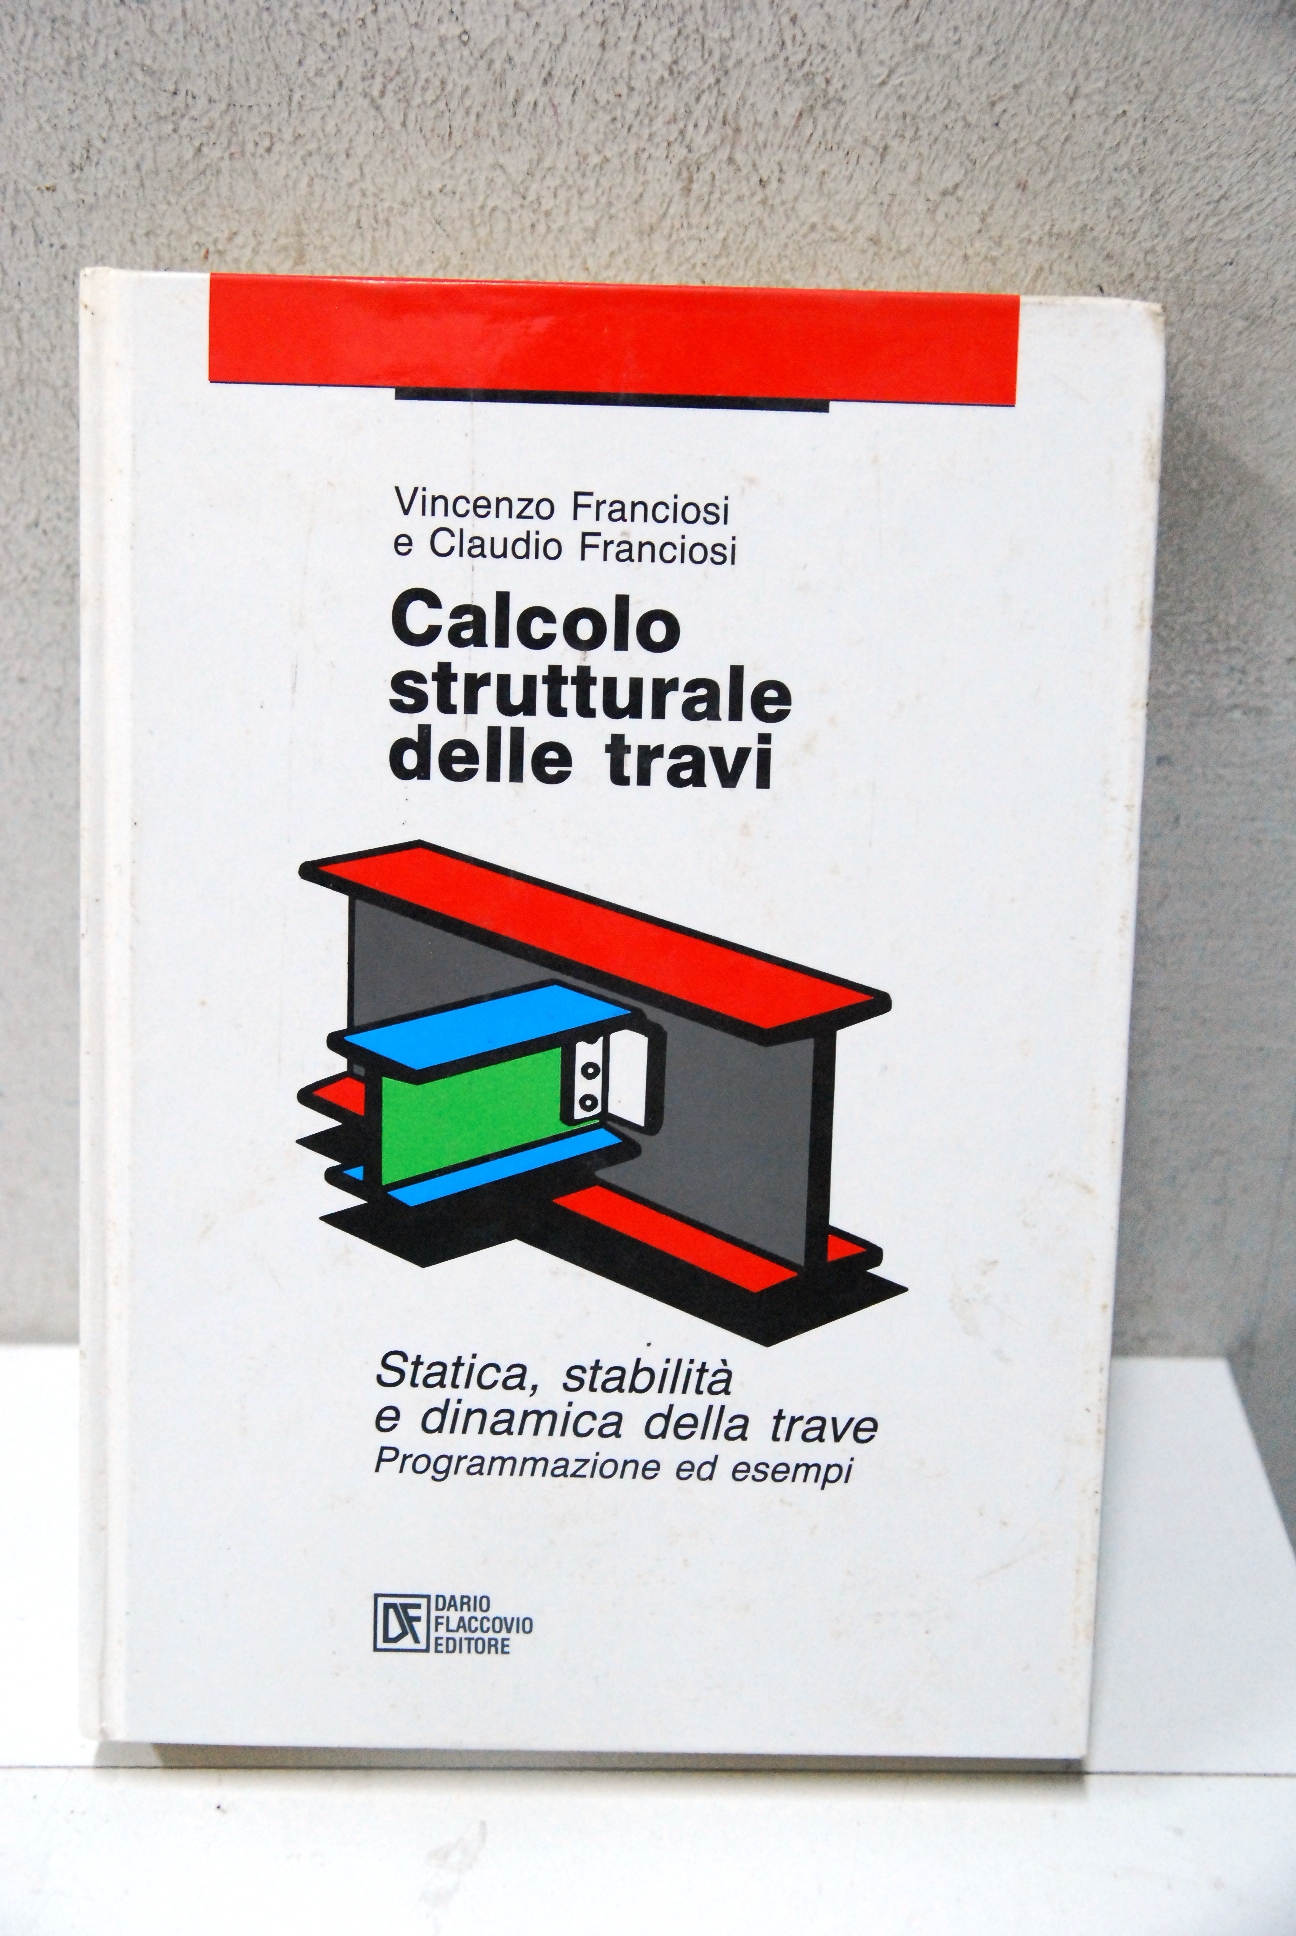 Vincenzo Franciosi
e Claudio Franciosi
Calcolo
strutturale
delle travi
Statica, stabilità
e dinamica della trave
Programmazione ed esempi
DF
DARIO
FLACCOVIO
EDITORE